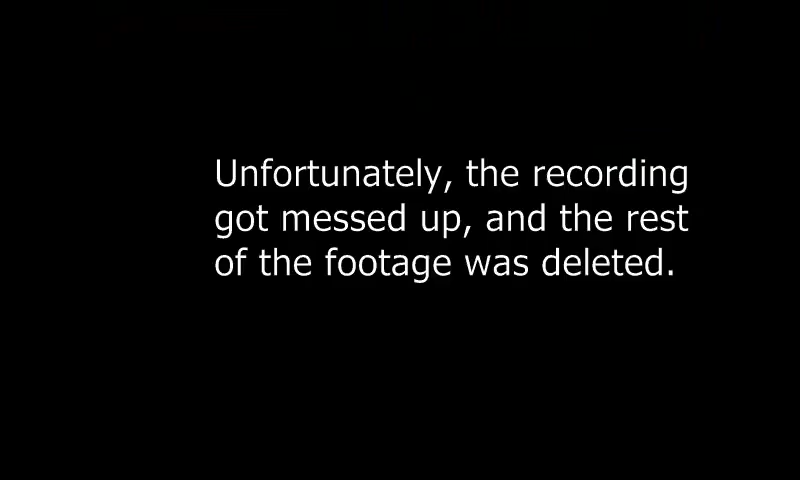 Unfortunately, the recording
got messed up, and the rest
of the footage was deleted.